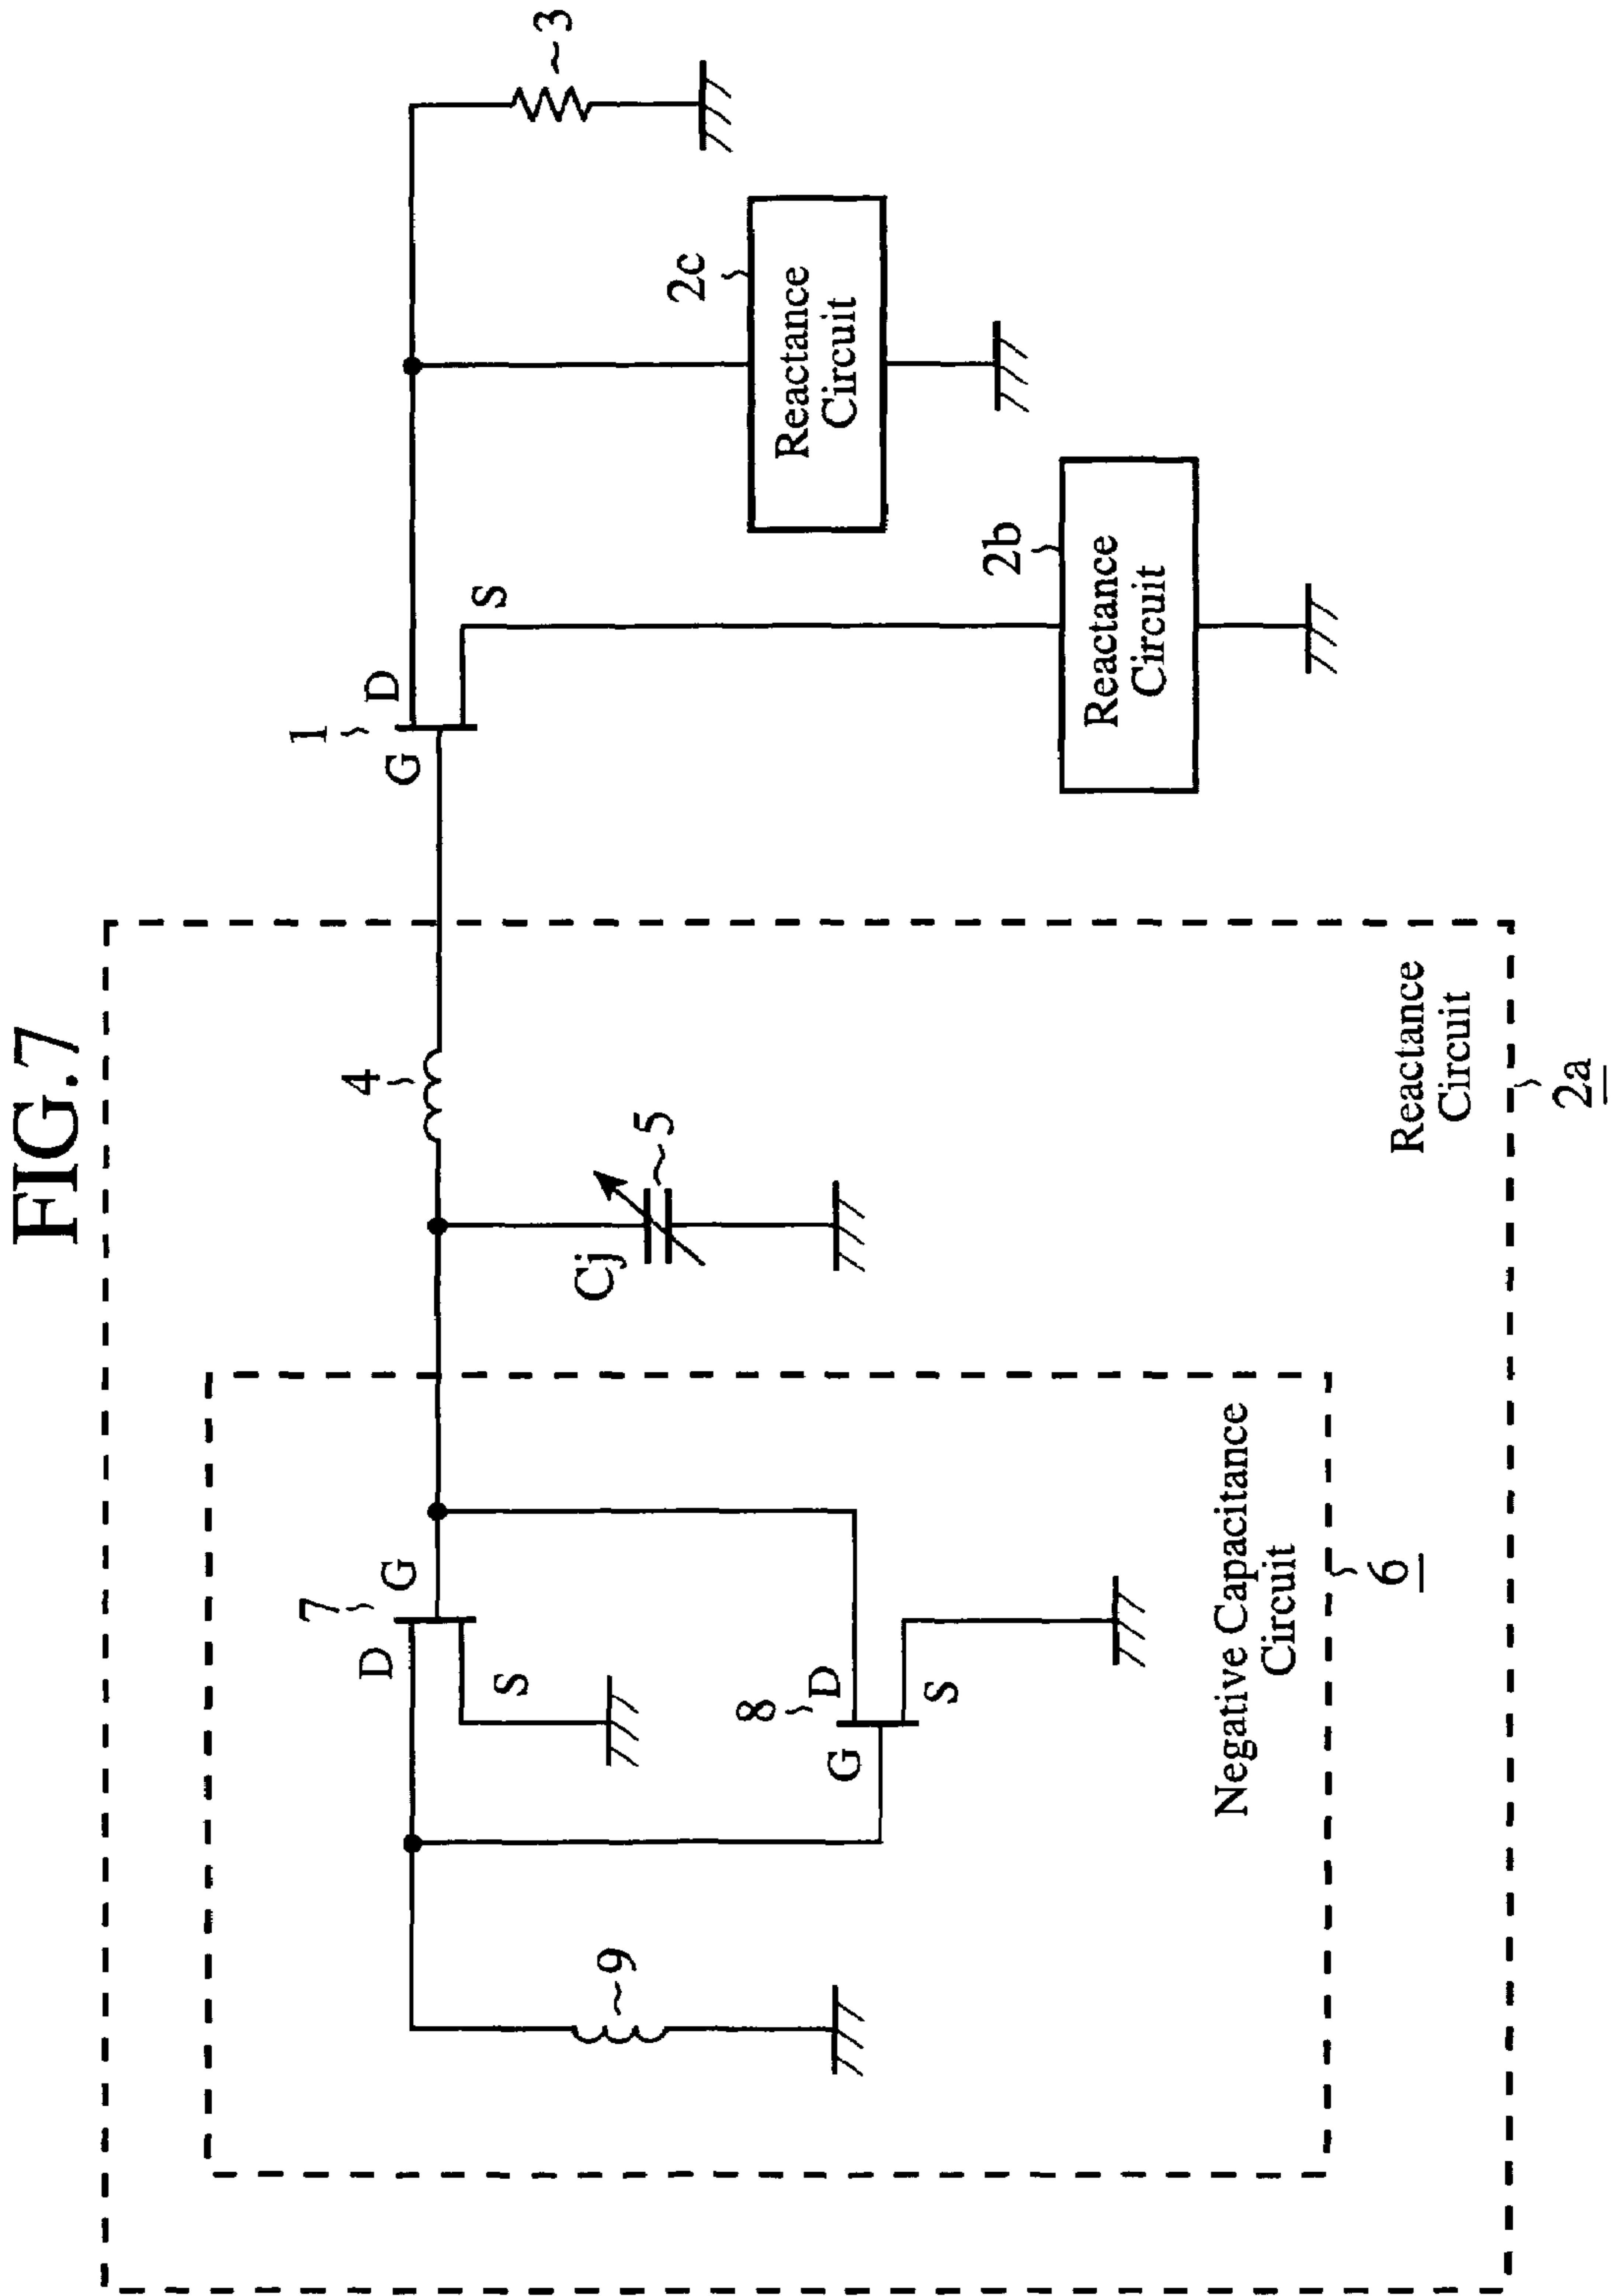 FIG.7
1
D
G
S
3
2c
Reactance
Circuit
2b
Reactance
Circuit
4
Cj
5
7
D
G
S
8
D
G
S
9
Negative Capacitance
Circuit
6
Reactance
Circuit
2a